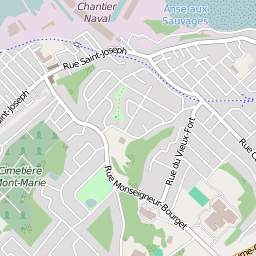 Chantier
Naval
Anse aux
Sauvages
Rue Saint-Joseph
Saint-Joseph
Rue du Vieux-Fort
Cimetière
Mont-Marie
Rue Monseigneur-Bourget
Rue